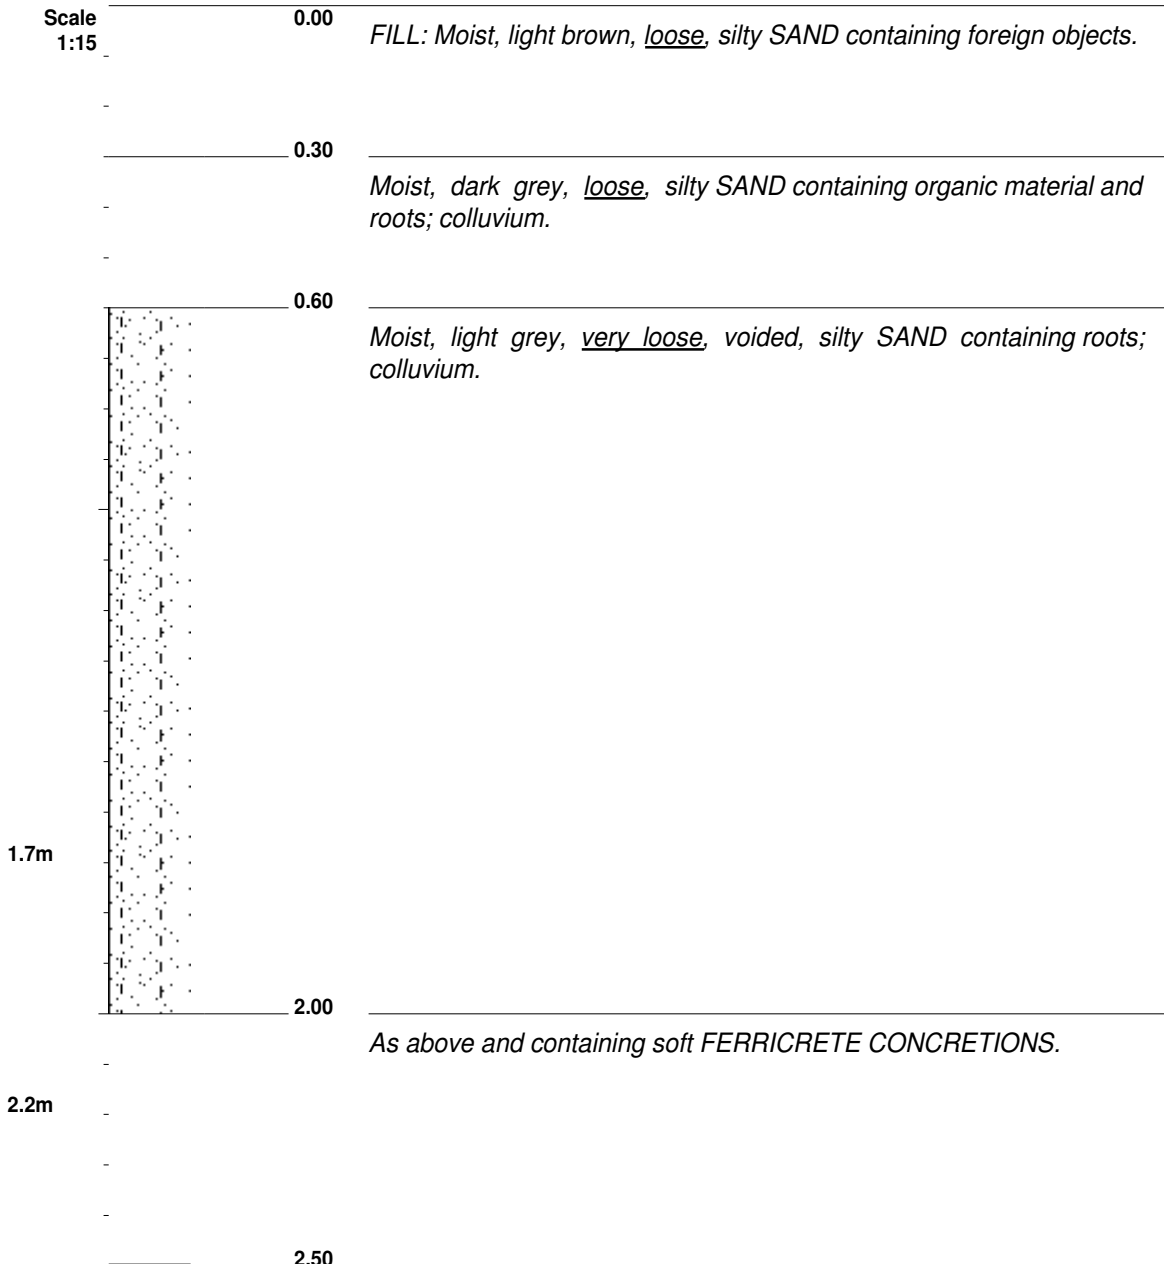 Scale
1:15
0.00
FILL: Moist, light brown, loose, silty SAND containing foreign objects.
0.30
Moist, dark grey, loose, silty SAND containing organic material and
roots; colluvium.
0.60
Moist, light grey, very loose, voided, silty SAND containing roots;
colluvium.
1.7m
2.00
As above and containing soft FERRICRETE CONCRETIONS.
2.2m
2.50